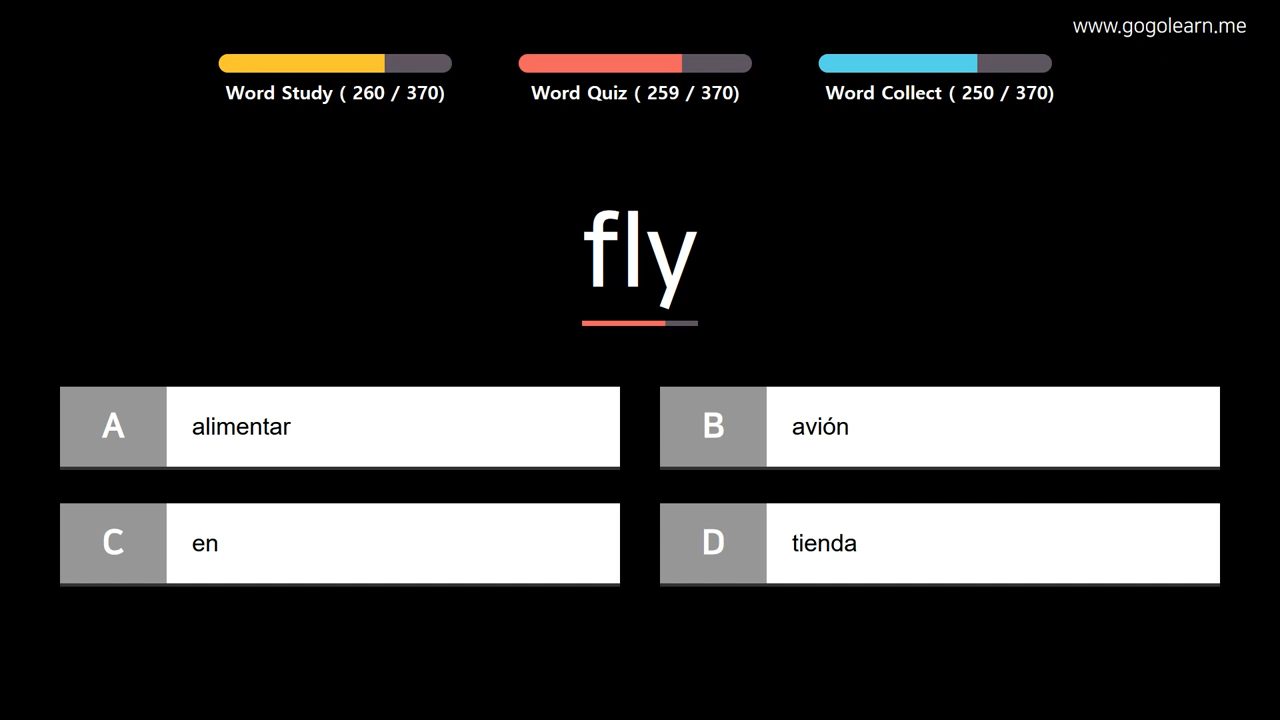 www.gogolearn.me
Word Study ( 260 / 370)
Word Quiz ( 259 / 370)
Word Collect ( 250 / 370)
fly
A alimentar
B avión
C en
D tienda